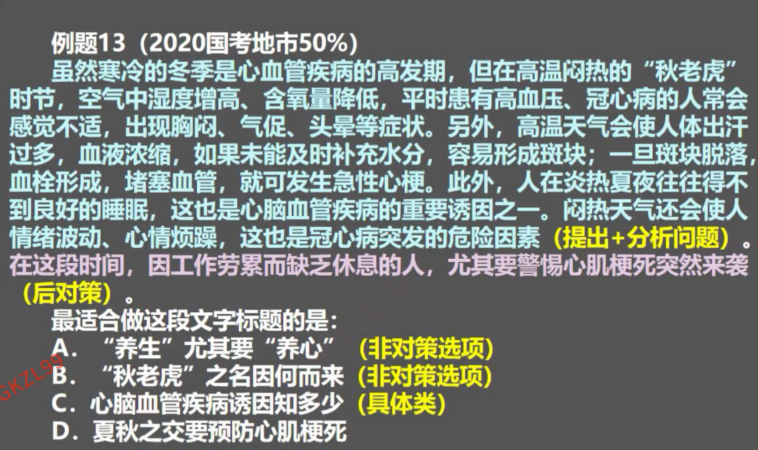 例题13（2020国考地市50%）
虽然寒冷的冬季是心血管疾病的高发期，但在高温闷热的“秋老虎”
时节，空气中湿度增高、含氧量降低，平时患有高血压、冠心病的人常会
感觉不适，出现胸闷、气促、头晕等症状。另外，高温天气会使人体出汗
过多，血液浓缩，如果未能及时补充水分，容易形成斑块；一旦斑块脱落，
血栓形成，堵塞血管，就可发生急性心梗。此外，人在炎热夏夜往往得不
到良好的睡眠，这也是心脑血管疾病的重要诱因之一。闷热天气还会使人
情绪波动、心情烦躁，这也是冠心病突发的危险因素（提出+分析问题）。
在这段时间，因工作劳累而缺乏休息的人，尤其要警惕心肌梗死突然来袭
（后对策）。
最适合做这段文字标题的是：
A．“养生”尤其要“养心”（非对策选项）
B．“秋老虎”之名因何而来（非对策选项）
C．心脑血管疾病诱因知多少（具体类）
D．夏秋之交要预防心肌梗死
GKZL99